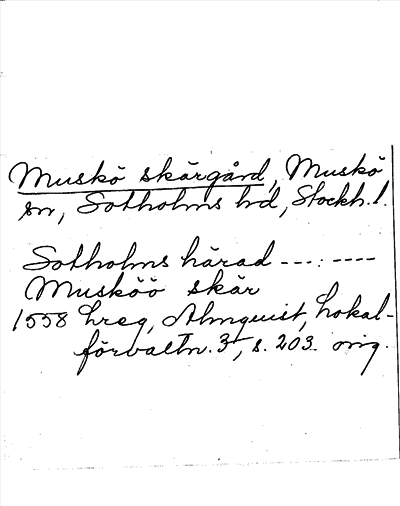 Muskö skärgård, Muskö
sn, Sotholms hd, Stockh. l.
Sotholms härad ---: ----
Musköö skär
1558 hreg, Almquist, Lokal-
förvaltn. 3, s. 203. orig.